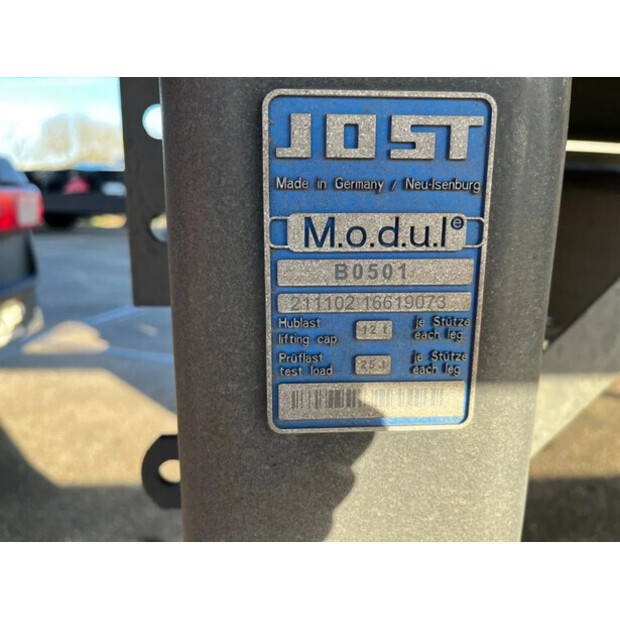 JOST
Made in Germany / Neu-Isenburg
M.o.d.u.l e
B0501
211102 16619073
Hublast 12 t je Stütze
lifting cap. each leg
Prüflast 25 t je Stütze
test load each leg